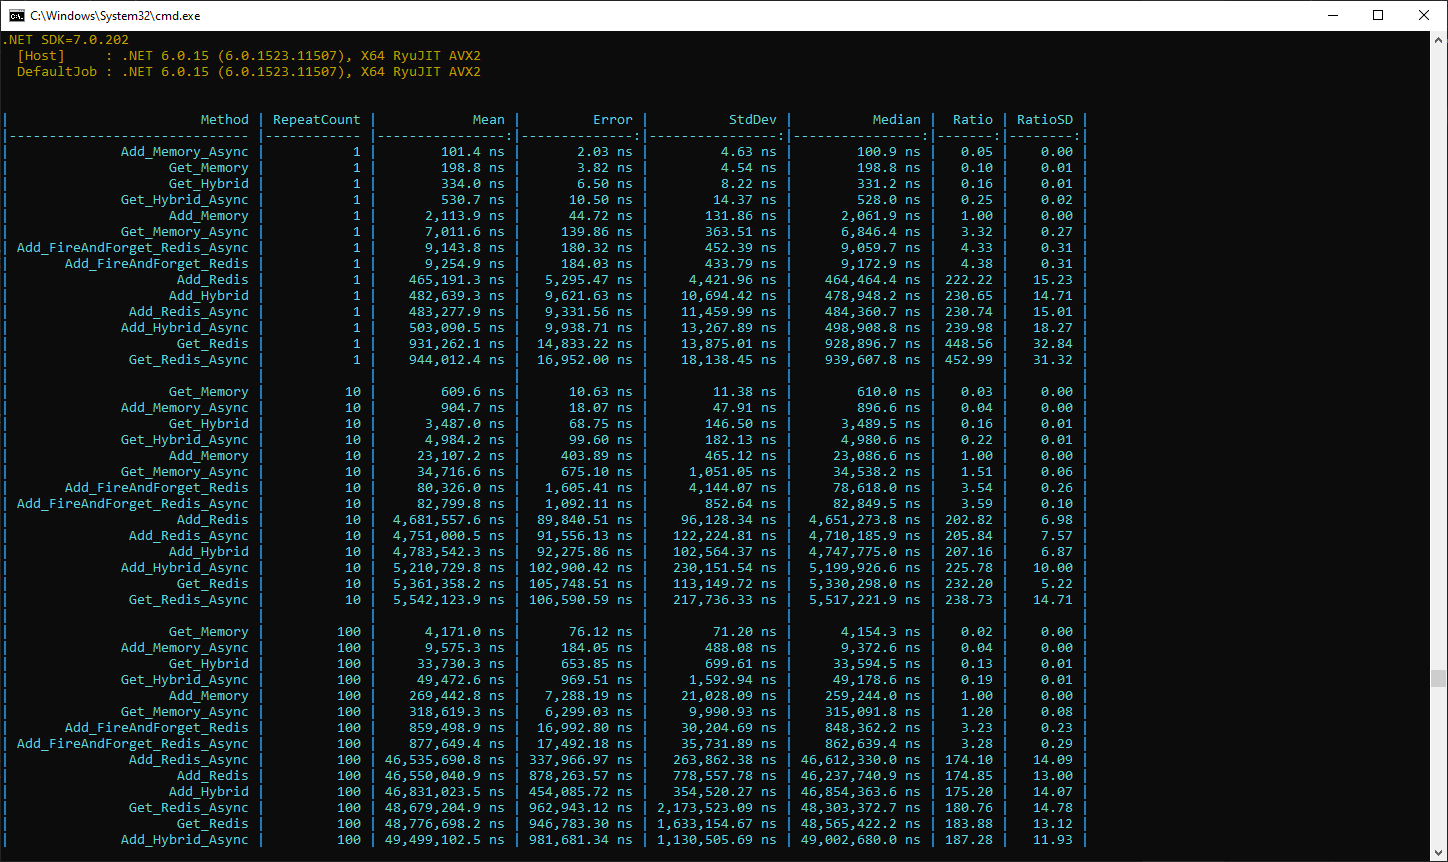 C:\Windows\System32\cmd.exe
.NET SDK=7.0.202
[Host]     : .NET 6.0.15 (6.0.1523.11507), X64 RyuJIT AVX2
DefaultJob : .NET 6.0.15 (6.0.1523.11507), X64 RyuJIT AVX2
| Method | RepeatCount | Mean | Error | StdDev | Median | Ratio | RatioSD |
|------------------------------ |------------ |----------------:|--------------:|----------------:|----------------:|-------:|--------:|
| Add_Memory_Async | 1 | 101.4 ns | 2.03 ns | 4.63 ns | 100.9 ns | 0.05 | 0.00 |
| Get_Memory | 1 | 198.8 ns | 3.82 ns | 4.54 ns | 198.8 ns | 0.10 | 0.01 |
| Get_Hybrid | 1 | 334.0 ns | 6.50 ns | 8.22 ns | 331.2 ns | 0.16 | 0.01 |
| Get_Hybrid_Async | 1 | 530.7 ns | 10.50 ns | 14.37 ns | 528.0 ns | 0.25 | 0.02 |
| Add_Memory | 1 | 2,113.9 ns | 44.72 ns | 131.86 ns | 2,061.9 ns | 1.00 | 0.00 |
| Get_Memory_Async | 1 | 7,011.6 ns | 139.86 ns | 363.51 ns | 6,846.4 ns | 3.32 | 0.27 |
| Add_FireAndForget_Redis_Async | 1 | 9,143.8 ns | 180.32 ns | 452.39 ns | 9,059.7 ns | 4.33 | 0.31 |
| Add_FireAndForget_Redis | 1 | 9,254.9 ns | 184.03 ns | 433.79 ns | 9,172.9 ns | 4.38 | 0.31 |
| Add_Redis | 1 | 465,191.3 ns | 5,295.47 ns | 4,421.96 ns | 464,464.4 ns | 222.22 | 15.23 |
| Add_Hybrid | 1 | 482,639.3 ns | 9,621.63 ns | 10,694.42 ns | 478,948.2 ns | 230.65 | 14.71 |
| Add_Redis_Async | 1 | 483,277.9 ns | 9,331.56 ns | 11,459.99 ns | 484,360.7 ns | 230.74 | 15.01 |
| Add_Hybrid_Async | 1 | 503,090.5 ns | 9,938.71 ns | 13,267.89 ns | 498,908.8 ns | 239.98 | 18.27 |
| Get_Redis | 1 | 931,262.1 ns | 14,833.22 ns | 13,875.01 ns | 928,896.7 ns | 448.56 | 32.84 |
| Get_Redis_Async | 1 | 944,012.4 ns | 16,952.00 ns | 18,138.45 ns | 939,607.8 ns | 452.99 | 31.32 |
| | | | | | | | |
| Get_Memory | 10 | 609.6 ns | 10.63 ns | 11.38 ns | 610.0 ns | 0.03 | 0.00 |
| Add_Memory_Async | 10 | 904.7 ns | 18.07 ns | 47.91 ns | 896.6 ns | 0.04 | 0.00 |
| Get_Hybrid | 10 | 3,487.0 ns | 68.75 ns | 146.50 ns | 3,489.5 ns | 0.16 | 0.01 |
| Get_Hybrid_Async | 10 | 4,984.2 ns | 99.60 ns | 182.13 ns | 4,980.6 ns | 0.22 | 0.01 |
| Add_Memory | 10 | 23,107.2 ns | 403.89 ns | 465.12 ns | 23,086.6 ns | 1.00 | 0.00 |
| Get_Memory_Async | 10 | 34,716.6 ns | 675.10 ns | 1,051.05 ns | 34,538.2 ns | 1.51 | 0.06 |
| Add_FireAndForget_Redis | 10 | 80,326.0 ns | 1,605.41 ns | 4,144.07 ns | 78,618.0 ns | 3.54 | 0.26 |
| Add_FireAndForget_Redis_Async | 10 | 82,799.8 ns | 1,092.11 ns | 852.64 ns | 82,849.5 ns | 3.59 | 0.10 |
| Add_Redis | 10 | 4,681,557.6 ns | 89,840.51 ns | 96,128.34 ns | 4,651,273.8 ns | 202.82 | 6.98 |
| Add_Redis_Async | 10 | 4,751,000.5 ns | 91,556.13 ns | 122,224.81 ns | 4,710,185.9 ns | 205.84 | 7.57 |
| Add_Hybrid | 10 | 4,783,542.3 ns | 92,275.86 ns | 102,564.37 ns | 4,747,775.0 ns | 207.16 | 6.87 |
| Add_Hybrid_Async | 10 | 5,210,729.8 ns | 102,900.42 ns | 230,151.54 ns | 5,199,926.6 ns | 225.78 | 10.00 |
| Get_Redis | 10 | 5,361,358.2 ns | 105,748.51 ns | 113,149.72 ns | 5,330,298.0 ns | 232.20 | 5.22 |
| Get_Redis_Async | 10 | 5,542,123.9 ns | 106,590.59 ns | 217,736.33 ns | 5,517,221.9 ns | 238.73 | 14.71 |
| | | | | | | | |
| Get_Memory | 100 | 4,171.0 ns | 76.12 ns | 71.20 ns | 4,154.3 ns | 0.02 | 0.00 |
| Add_Memory_Async | 100 | 9,575.3 ns | 184.05 ns | 488.08 ns | 9,372.6 ns | 0.04 | 0.00 |
| Get_Hybrid | 100 | 33,730.3 ns | 653.85 ns | 699.61 ns | 33,594.5 ns | 0.13 | 0.01 |
| Get_Hybrid_Async | 100 | 49,472.6 ns | 969.51 ns | 1,592.94 ns | 49,178.6 ns | 0.19 | 0.01 |
| Add_Memory | 100 | 269,442.8 ns | 7,288.19 ns | 21,028.09 ns | 259,244.0 ns | 1.00 | 0.00 |
| Get_Memory_Async | 100 | 318,619.3 ns | 6,299.03 ns | 9,990.93 ns | 315,091.8 ns | 1.20 | 0.08 |
| Add_FireAndForget_Redis | 100 | 859,498.9 ns | 16,992.80 ns | 30,204.69 ns | 848,362.2 ns | 3.23 | 0.23 |
| Add_FireAndForget_Redis_Async | 100 | 877,649.4 ns | 17,492.18 ns | 35,731.89 ns | 862,639.4 ns | 3.28 | 0.29 |
| Add_Redis_Async | 100 | 46,535,690.8 ns | 337,966.97 ns | 263,862.38 ns | 46,612,330.0 ns | 174.10 | 14.09 |
| Add_Redis | 100 | 46,550,040.9 ns | 878,263.57 ns | 778,557.78 ns | 46,237,740.9 ns | 174.85 | 13.00 |
| Add_Hybrid | 100 | 46,831,023.5 ns | 454,085.72 ns | 354,520.27 ns | 46,854,363.6 ns | 175.20 | 14.07 |
| Get_Redis_Async | 100 | 48,679,204.9 ns | 962,943.12 ns | 2,173,523.09 ns | 48,303,372.7 ns | 180.76 | 14.78 |
| Get_Redis | 100 | 48,776,698.2 ns | 946,783.30 ns | 1,633,154.67 ns | 48,565,422.2 ns | 183.88 | 13.12 |
| Add_Hybrid_Async | 100 | 49,499,102.5 ns | 981,681.34 ns | 1,130,505.69 ns | 49,002,680.0 ns | 187.28 | 11.93 |